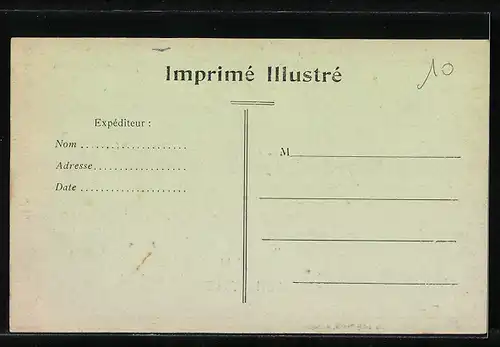 Imprimé Illustré
10
Expéditeur :
Nom ......................
Adresse...................
Date .....................
M